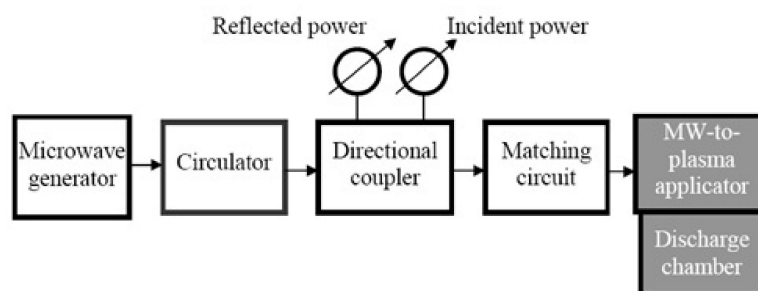 Reflected power
Incident power
Microwave
generator
Circulator
Directional
coupler
Matching
circuit
MW-to-
plasma
applicator
Discharge
chamber